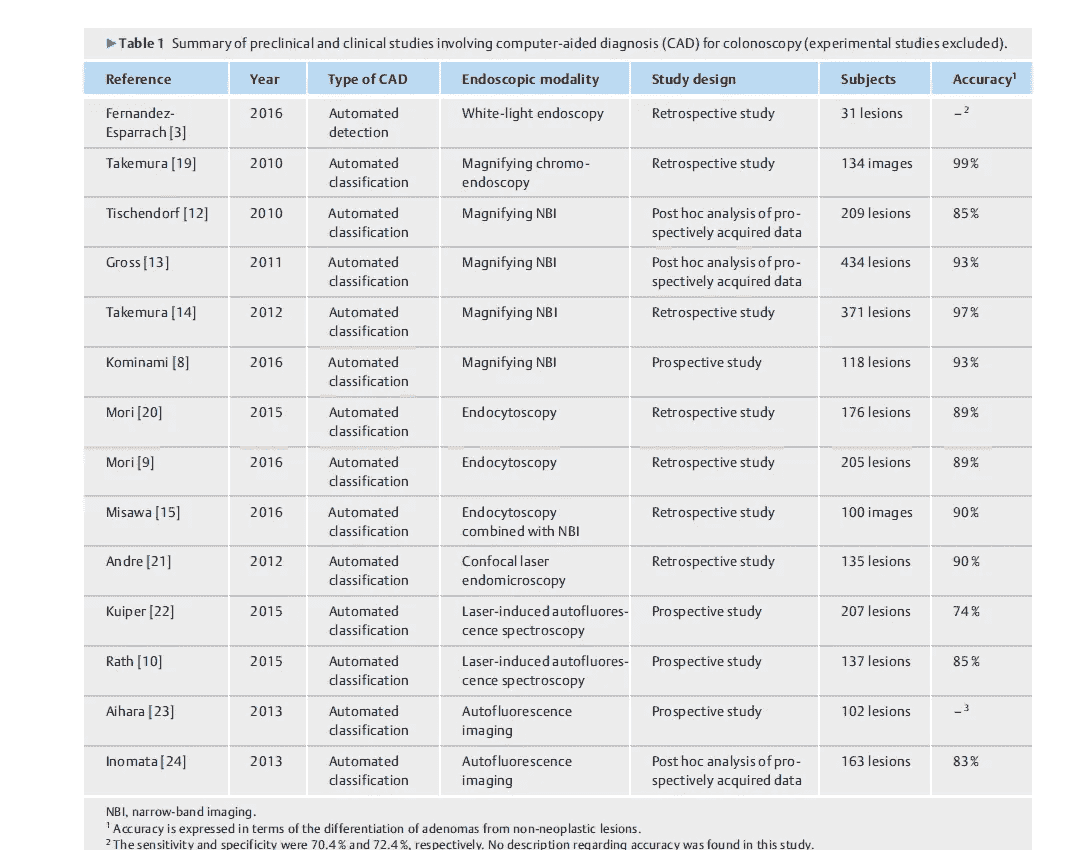 ▶Table 1 Summary of preclinical and clinical studies involving computer-aided diagnosis (CAD) for colonoscopy (experimental studies excluded).
Reference Year Type of CAD Endoscopic modality Study design Subjects Accuracy¹
Fernandez- 2016 Automated White-light endoscopy Retrospective study 31 lesions –²
Esparrach [3] detection
Takemura [19] 2010 Automated Magnifying chromo- Retrospective study 134 images 99%
classification endoscopy
Tischendorf [12] 2010 Automated Magnifying NBI Post hoc analysis of pro- 209 lesions 85%
classification spectively acquired data
Gross [13] 2011 Automated Magnifying NBI Post hoc analysis of pro- 434 lesions 93%
classification spectively acquired data
Takemura [14] 2012 Automated Magnifying NBI Retrospective study 371 lesions 97%
classification
Kominami [8] 2016 Automated Magnifying NBI Prospective study 118 lesions 93%
classification
Mori [20] 2015 Automated Endocytoscopy Retrospective study 176 lesions 89%
classification
Mori [9] 2016 Automated Endocytoscopy Retrospective study 205 lesions 89%
classification
Misawa [15] 2016 Automated Endocytoscopy Retrospective study 100 images 90%
classification combined with NBI
Andre [21] 2012 Automated Confocal laser Retrospective study 135 lesions 90%
classification endomicroscopy
Kuiper [22] 2015 Automated Laser-induced autofluores- Prospective study 207 lesions 74%
classification cence spectroscopy
Rath [10] 2015 Automated Laser-induced autofluores- Prospective study 137 lesions 85%
classification cence spectroscopy
Aihara [23] 2013 Automated Autofluorescence Prospective study 102 lesions –³
classification imaging
Inomata [24] 2013 Automated Autofluorescence Post hoc analysis of pro- 163 lesions 83%
classification imaging spectively acquired data
NBI, narrow-band imaging.
¹ Accuracy is expressed in terms of the differentiation of adenomas from non-neoplastic lesions.
² The sensitivity and specificity were 70.4% and 72.4%, respectively. No description regarding accuracy was found in this study.